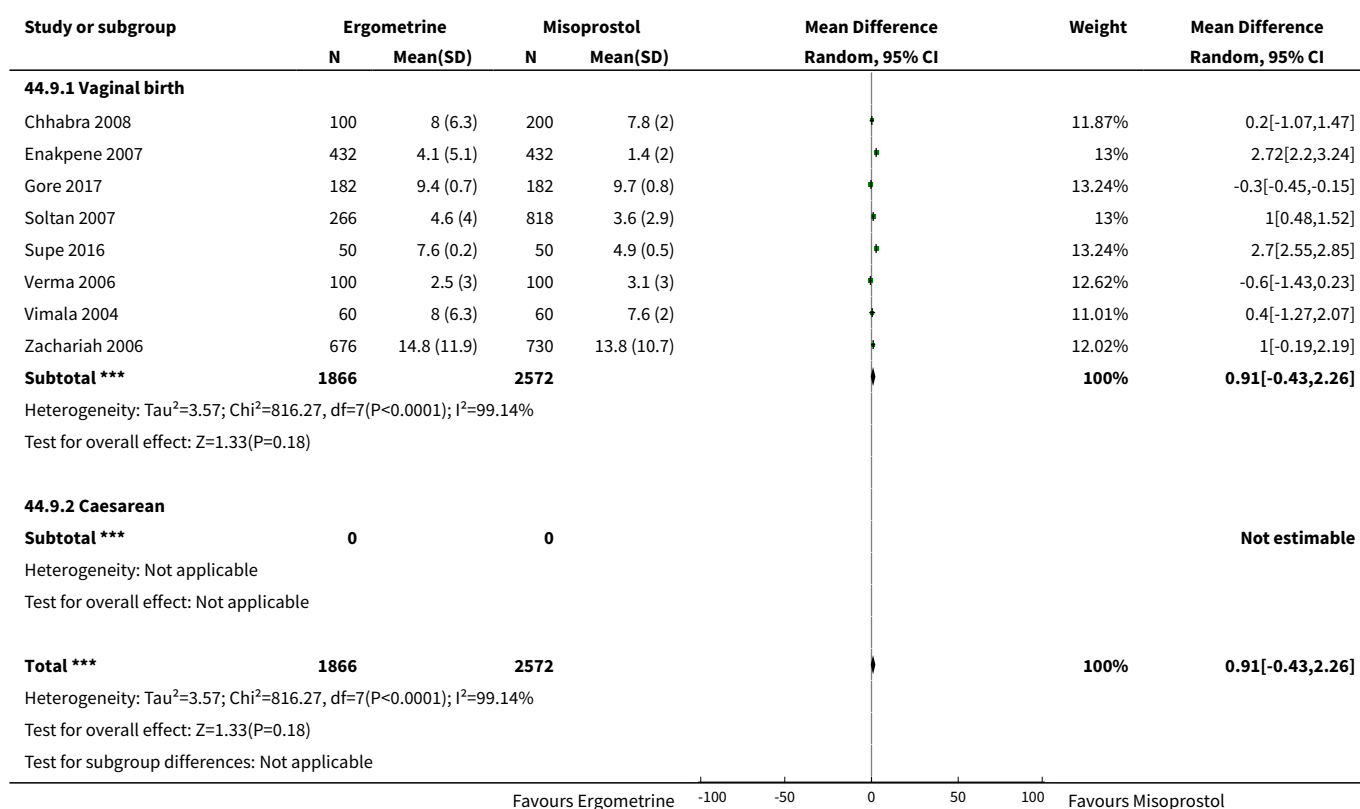 Study or subgroup Ergometrine Misoprostol Mean Difference Weight Mean Difference
N Mean(SD) N Mean(SD) Random, 95% CI Random, 95% CI
44.9.1 Vaginal birth
Chhabra 2008 100 8 (6.3) 200 7.8 (2) 11.87% 0.2[-1.07,1.47]
Enakpene 2007 432 4.1 (5.1) 432 1.4 (2) 13% 2.72[2.2,3.24]
Gore 2017 182 9.4 (0.7) 182 9.7 (0.8) 13.24% -0.3[-0.45,-0.15]
Soltan 2007 266 4.6 (4) 818 3.6 (2.9) 13% 1[0.48,1.52]
Supe 2016 50 7.6 (0.2) 50 4.9 (0.5) 13.24% 2.7[2.55,2.85]
Verma 2006 100 2.5 (3) 100 3.1 (3) 12.62% -0.6[-1.43,0.23]
Vimala 2004 60 8 (6.3) 60 7.6 (2) 11.01% 0.4[-1.27,2.07]
Zachariah 2006 676 14.8 (11.9) 730 13.8 (10.7) 12.02% 1[-0.19,2.19]
Subtotal *** 1866 2572 100% 0.91[-0.43,2.26]
Heterogeneity: Tau²=3.57; Chi²=816.27, df=7(P<0.0001); I²=99.14%
Test for overall effect: Z=1.33(P=0.18)
44.9.2 Caesarean
Subtotal *** 0 0 Not estimable
Heterogeneity: Not applicable
Test for overall effect: Not applicable
Total *** 1866 2572 100% 0.91[-0.43,2.26]
Heterogeneity: Tau²=3.57; Chi²=816.27, df=7(P<0.0001); I²=99.14%
Test for overall effect: Z=1.33(P=0.18)
Test for subgroup differences: Not applicable
Favours Ergometrine -100 -50 0 50 100 Favours Misoprostol